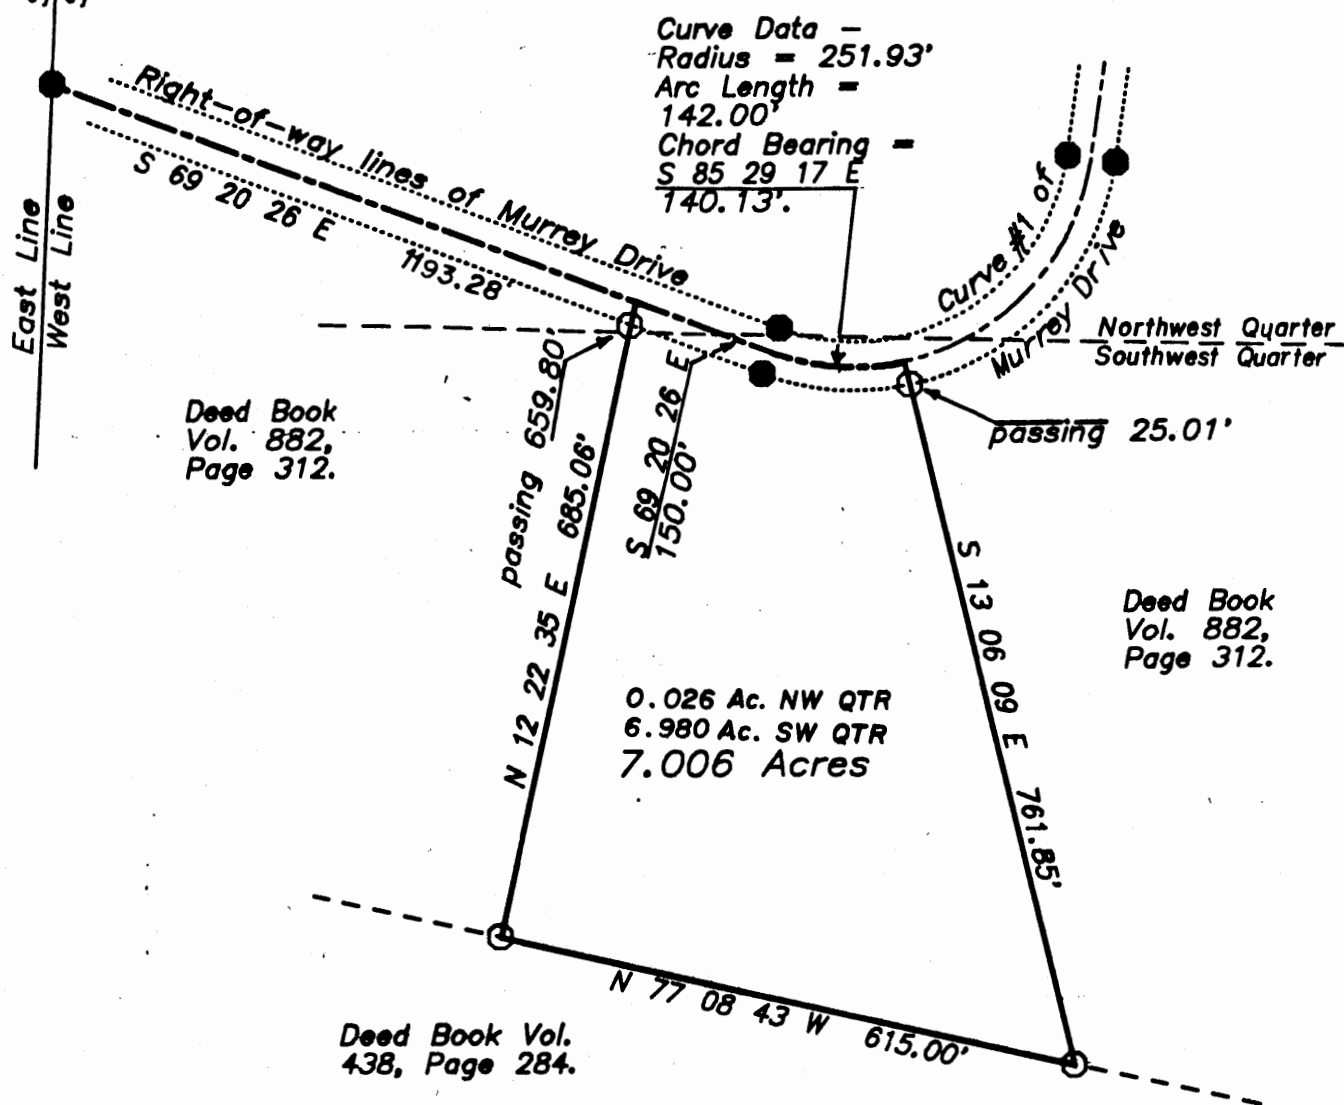 Curve Data –
Radius = 251.93'
Arc Length =
142.00'
Chord Bearing =
S 85 29 17 E
140.13'.
Right-of-way lines of Murrey Drive
S 69 20 26 E
1193.28'
East Line
West Line
Curve #1 of
Murrey Drive
Northwest Quarter
Southwest Quarter
passing 659.80'
S 69 20 26 E
150.00'
passing 25.01'
Deed Book
Vol. 882,
Page 312.
N 12 22 35 E 685.06'
S 13 06 09 E 761.85'
Deed Book
Vol. 882,
Page 312.
0.026 Ac. NW QTR
6.980 Ac. SW QTR
7.006 Acres
N 77 08 43 W 615.00'
Deed Book Vol.
438, Page 284.